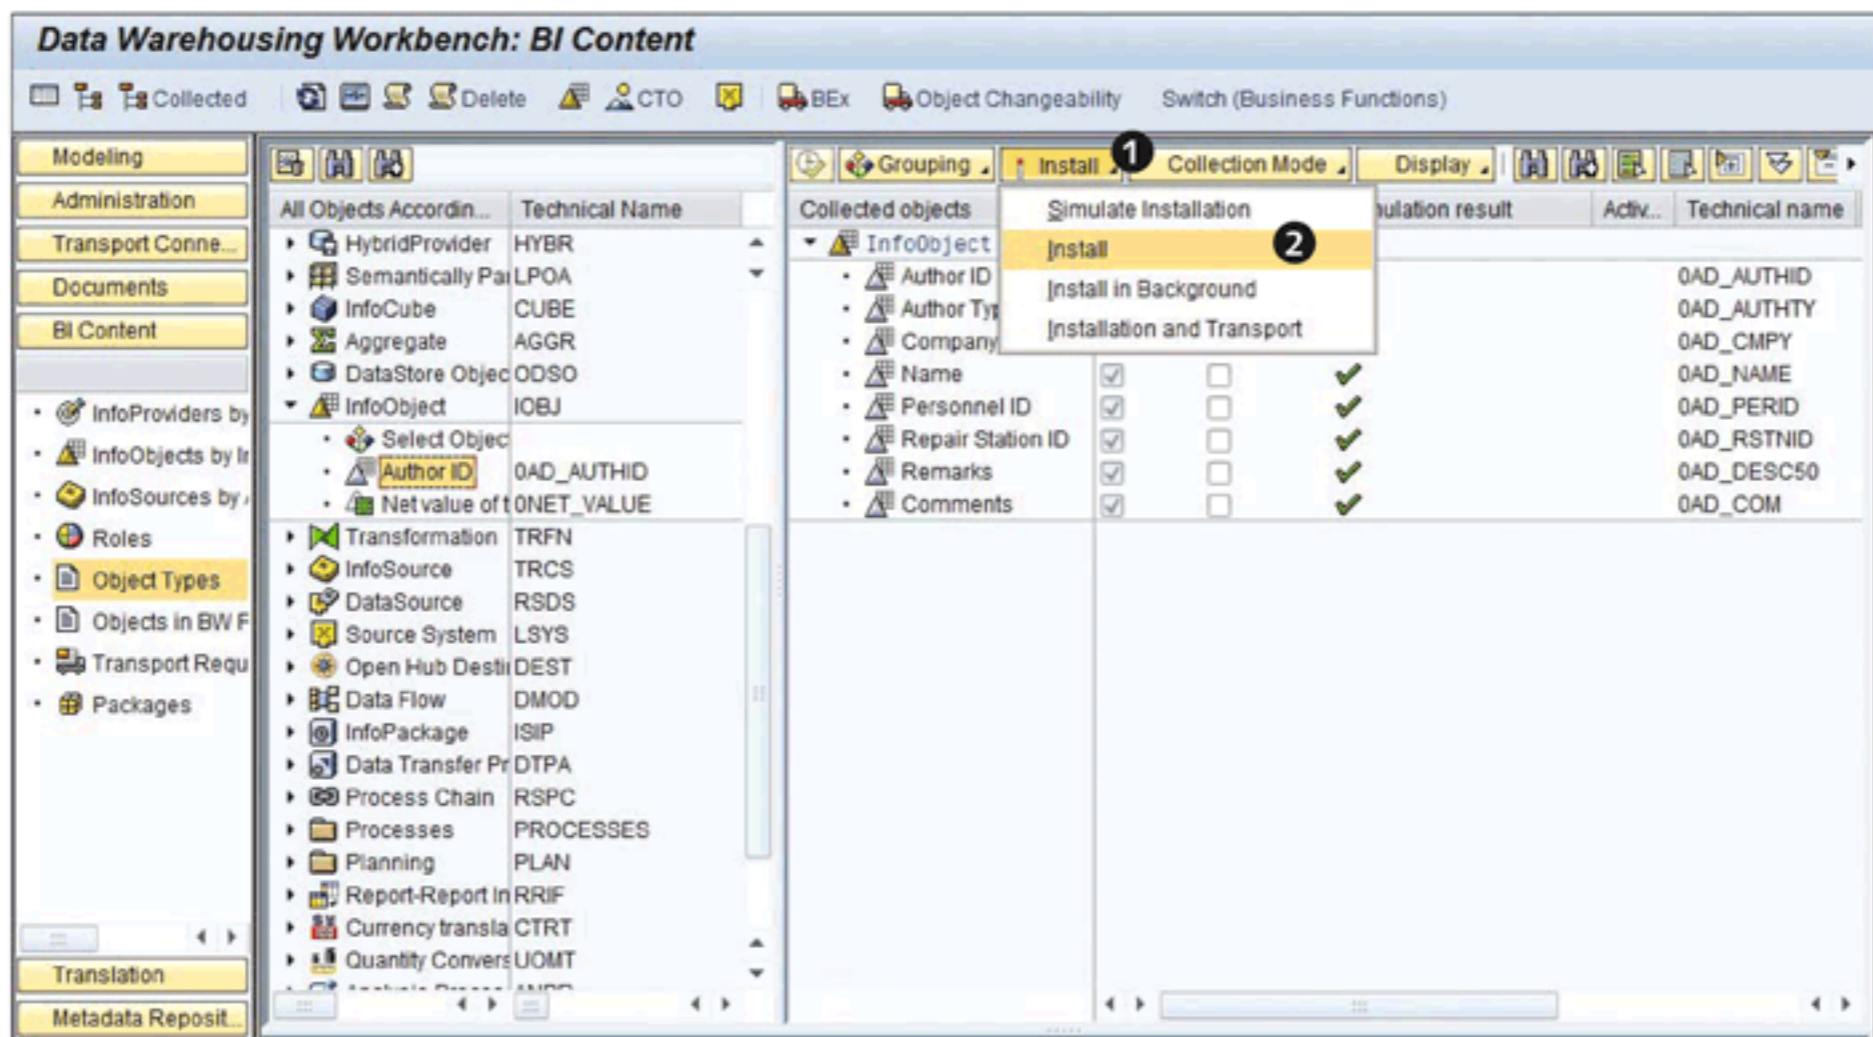 Data Warehousing Workbench: BI Content
Collected Delete CTO BEx Object Changeability Switch (Business Functions)
Modeling
Administration
Transport Conne...
Documents
BI Content
InfoProviders by
InfoObjects by Ir
InfoSources by
Roles
Object Types
Objects in BW F
Transport Requ
Packages
Translation
Metadata Reposit...
All Objects Accordin... Technical Name
HybridProvider HYBR
Semantically Par LPOA
InfoCube CUBE
Aggregate AGGR
DataStore Objec ODSO
InfoObject IOBJ
Select Objec
Author ID 0AD_AUTHID
Net value of t 0NET_VALUE
Transformation TRFN
InfoSource TRCS
DataSource RSDS
Source System LSYS
Open Hub Desti DEST
Data Flow DMOD
InfoPackage ISIP
Data Transfer Pr DTPA
Process Chain RSPC
Processes PROCESSES
Planning PLAN
Report-Report In RRIF
Currency transla CTRT
Quantity Convers UOMT
Grouping Install 1 Collection Mode Display
Collected objects ulation result Activ... Technical name
Simulate Installation
Install 2
Install in Background
Installation and Transport
InfoObject
Author ID 0AD_AUTHID
Author Typ 0AD_AUTHTY
Company 0AD_CMPY
Name 0AD_NAME
Personnel ID 0AD_PERID
Repair Station ID 0AD_RSTNID
Remarks 0AD_DESC50
Comments 0AD_COM